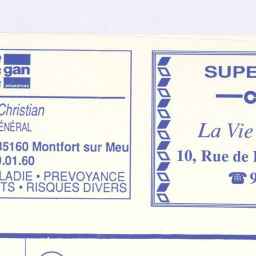 gan
Christian
ÉNÉRAL
35160 Montfort sur Meu
0.01.60
LADIE • PREVOYANCE
TS • RISQUES DIVERS
SUPE
La Vie
10, Rue de
☎ 9